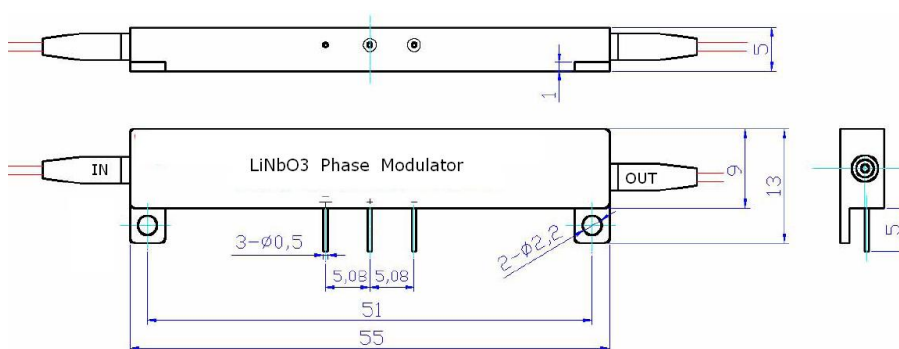 5
1
IN
LiNbO3 Phase Modulator
OUT
9
13
+
-
3-Ø0,5
2-Ø2,2
5
5,08
5,08
51
55